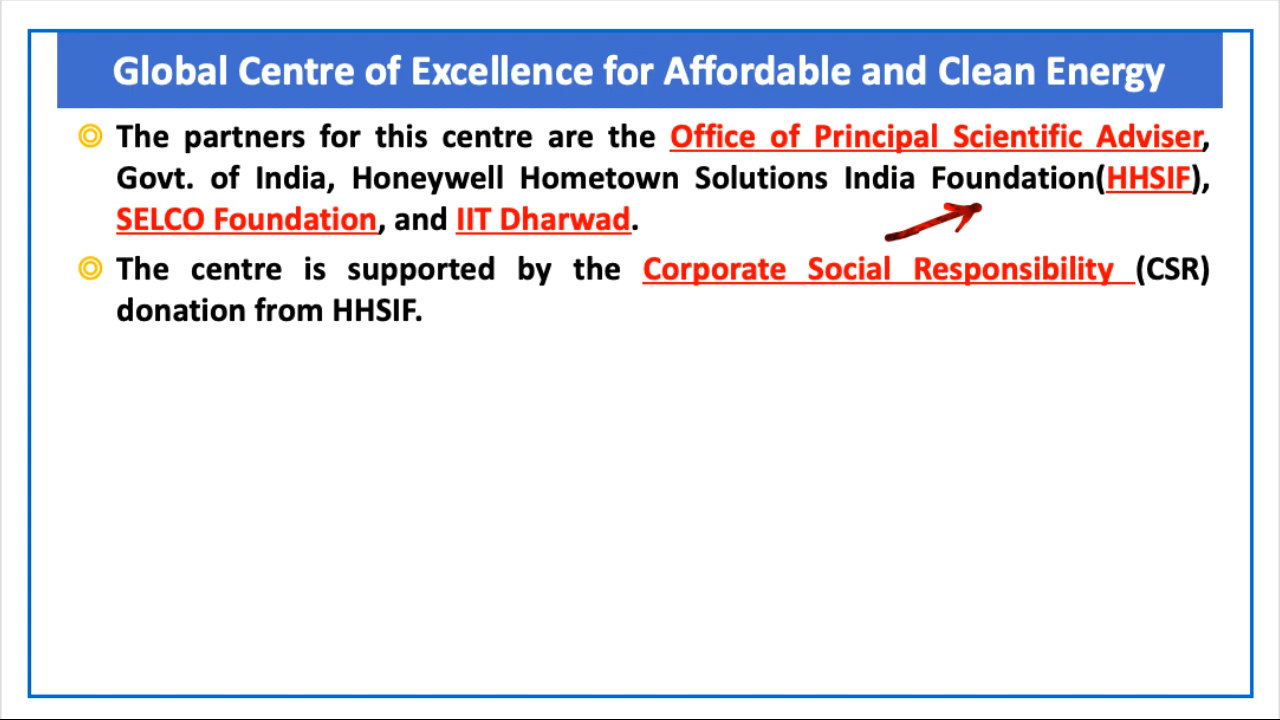 Global Centre of Excellence for Affordable and Clean Energy
The partners for this centre are the Office of Principal Scientific Adviser,
Govt. of India, Honeywell Hometown Solutions India Foundation(HHSIF),
SELCO Foundation, and IIT Dharwad.
The centre is supported by the Corporate Social Responsibility (CSR)
donation from HHSIF.